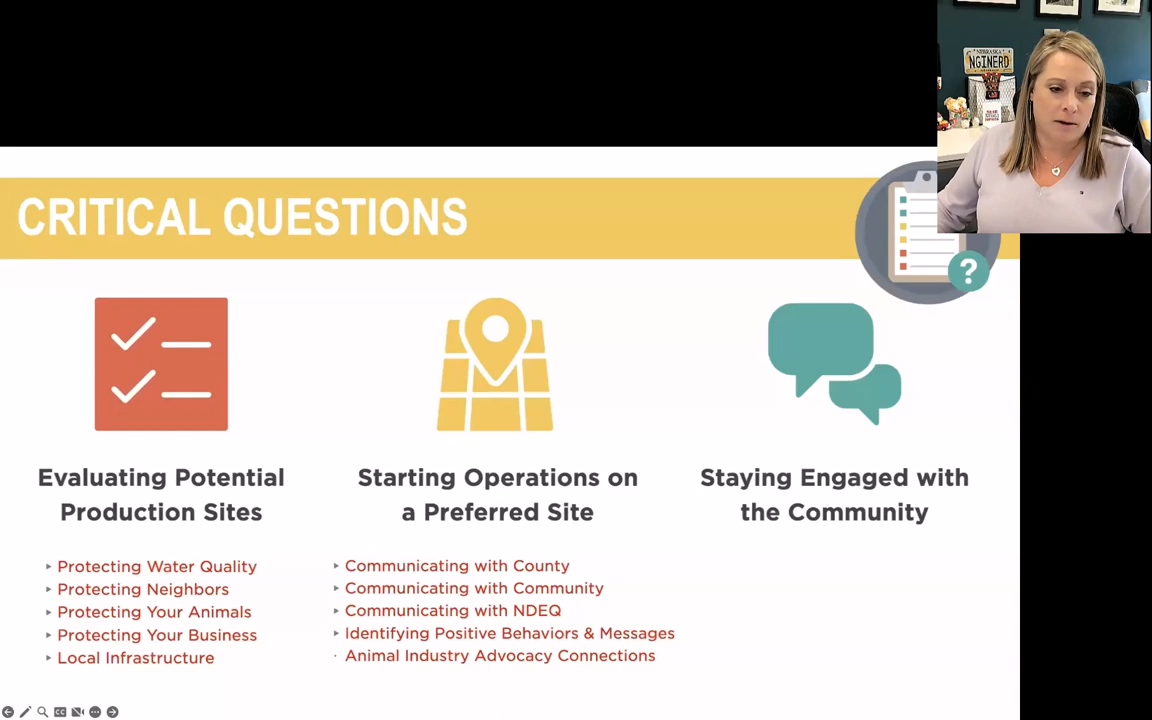 NEBRASKA
NGINERD
CRITICAL QUESTIONS
?
Evaluating Potential
Production Sites
▸ Protecting Water Quality
▸ Protecting Neighbors
▸ Protecting Your Animals
▸ Protecting Your Business
▸ Local Infrastructure
Starting Operations on
a Preferred Site
▸ Communicating with County
▸ Communicating with Community
▸ Communicating with NDEQ
▸ Identifying Positive Behaviors & Messages
· Animal Industry Advocacy Connections
Staying Engaged with
the Community
CC